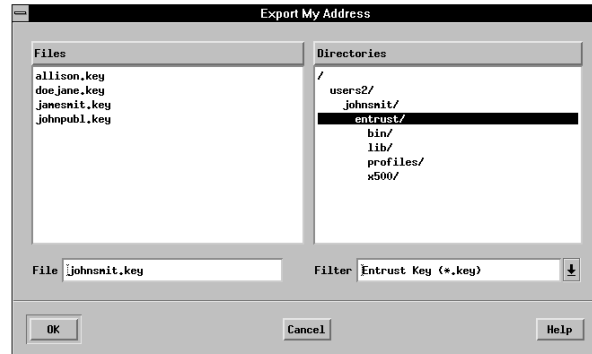 Export My Address
Files
allison.key
doejane.key
jamesmit.key
johnpubl.key
Directories
/
users2/
johnsmit/
entrust/
bin/
lib/
profiles/
x500/
File johnsmit.key
Filter Entrust Key (*.key)
OK Cancel Help